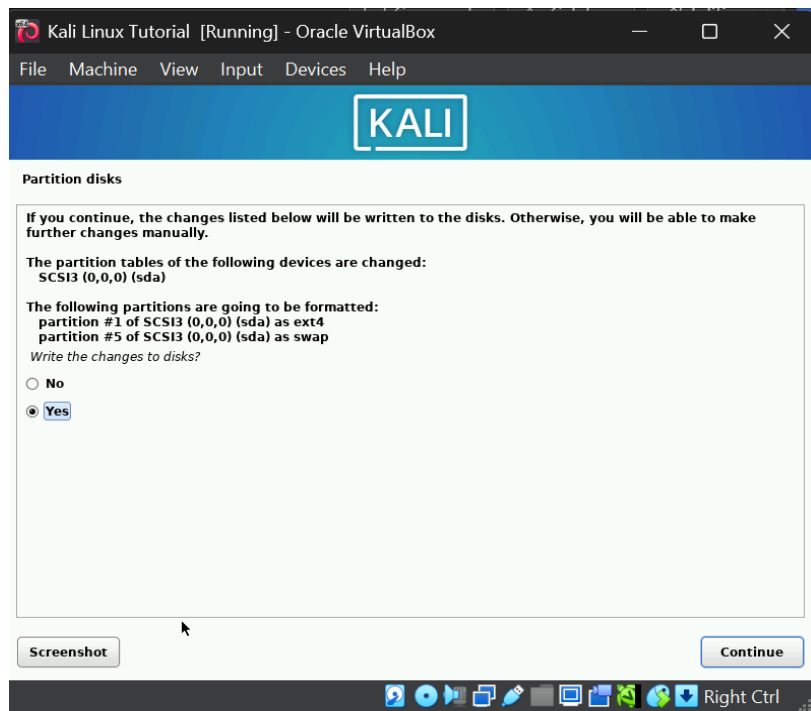 Kali Linux Tutorial [Running] - Oracle VirtualBox
File Machine View Input Devices Help
KALI
Partition disks
If you continue, the changes listed below will be written to the disks. Otherwise, you will be able to make
further changes manually.
The partition tables of the following devices are changed:
SCSI3 (0,0,0) (sda)
The following partitions are going to be formatted:
partition #1 of SCSI3 (0,0,0) (sda) as ext4
partition #5 of SCSI3 (0,0,0) (sda) as swap
Write the changes to disks?
No
Yes
Screenshot
Continue
Right Ctrl